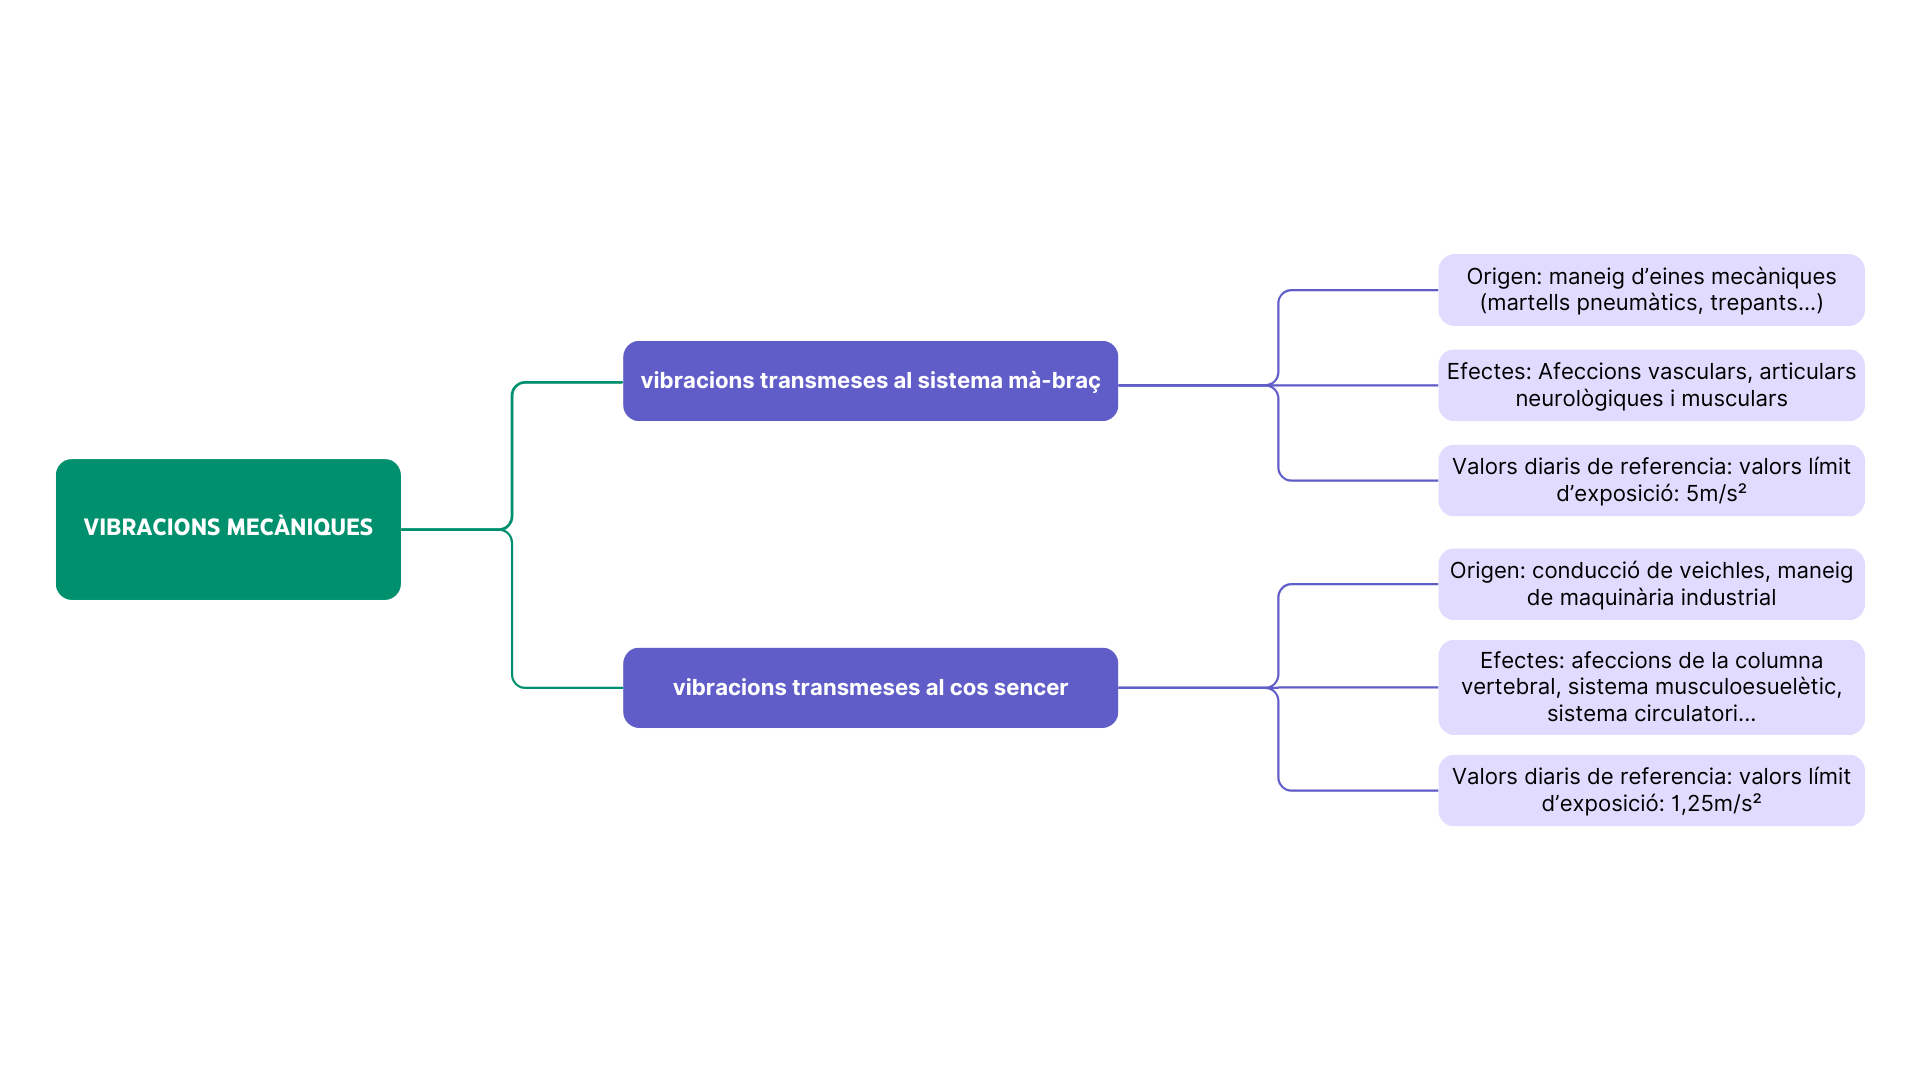 VIBRACIONS MECÀNIQUES
vibracions transmeses al sistema mà-braç
Origen: maneig d’eines mecàniques
(martells pneumàtics, trepants...)
Efectes: Afeccions vasculars, articulars
neurològiques i musculars
Valors diaris de referencia: valors límit
d’exposició: 5m/s²
vibracions transmeses al cos sencer
Origen: conducció de veichles, maneig
de maquinària industrial
Efectes: afeccions de la columna
vertebral, sistema musculoesuelètic,
sistema circulatori...
Valors diaris de referencia: valors límit
d’exposició: 1,25m/s²